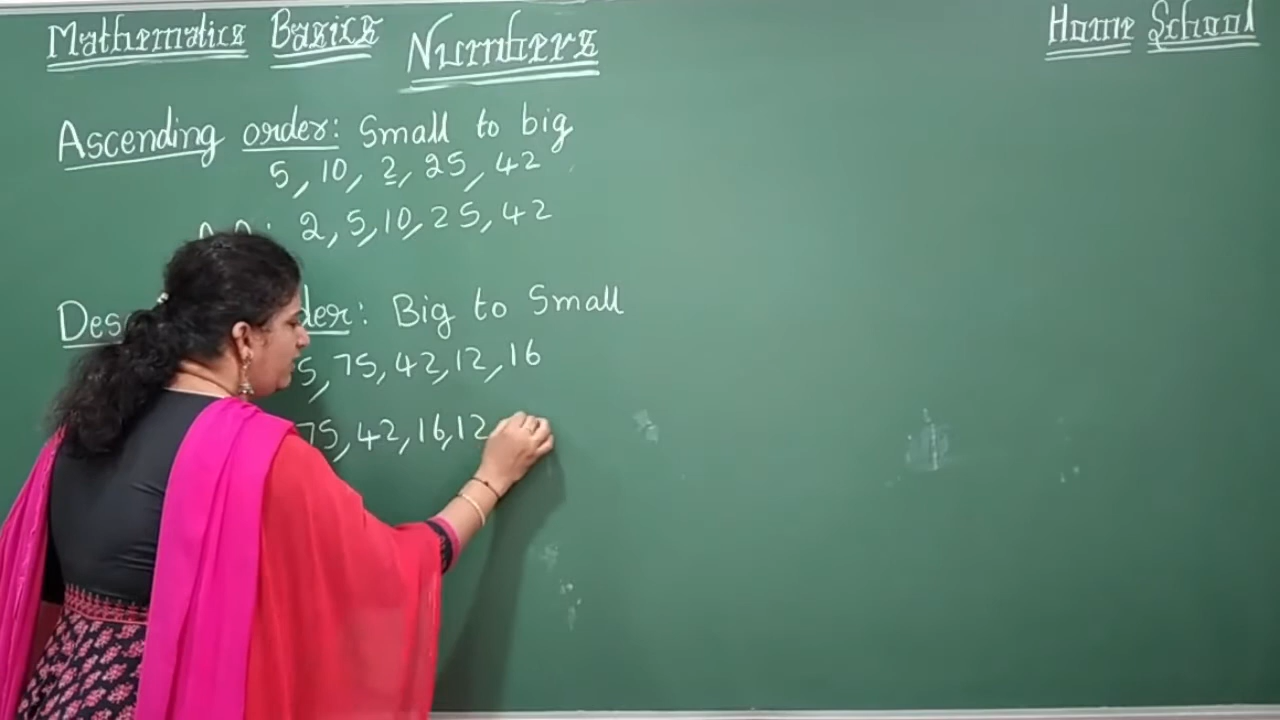 Mathematics Basics Numbers
Home School
Ascending order: Small to big
5, 10, 2, 25, 42
: 2, 5, 10, 25, 42
Des der: Big to Small
5, 75, 42, 12, 16
75, 42, 16, 12